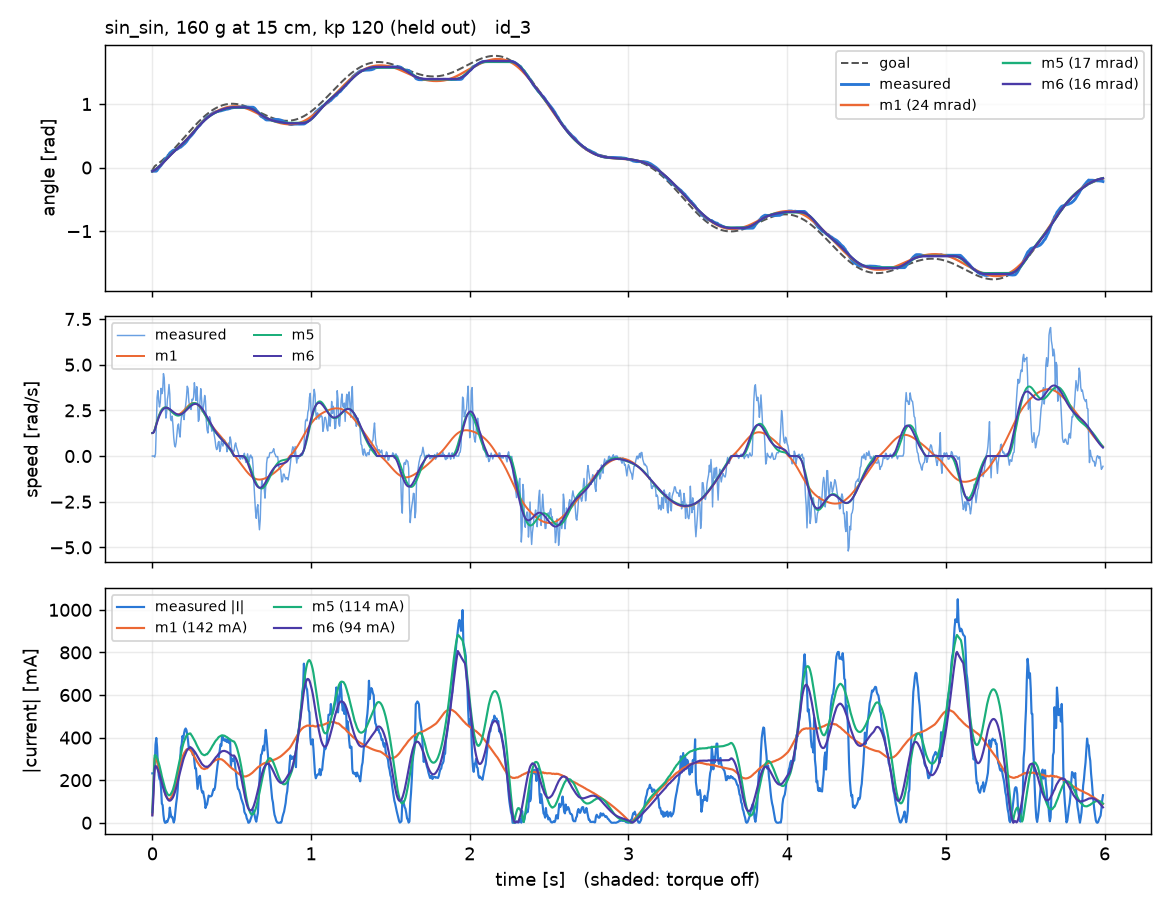 sin_sin, 160 g at 15 cm, kp 120 (held out)   id_3
goal
measured
m1 (24 mrad)
m5 (17 mrad)
m6 (16 mrad)
angle [rad]
1
0
−1
measured
m1
m5
m6
speed [rad/s]
7.5
5.0
2.5
0.0
−2.5
−5.0
measured |I|
m1 (142 mA)
m5 (114 mA)
m6 (94 mA)
|current| [mA]
1000
800
600
400
200
0
0 1 2 3 4 5 6
time [s]   (shaded: torque off)